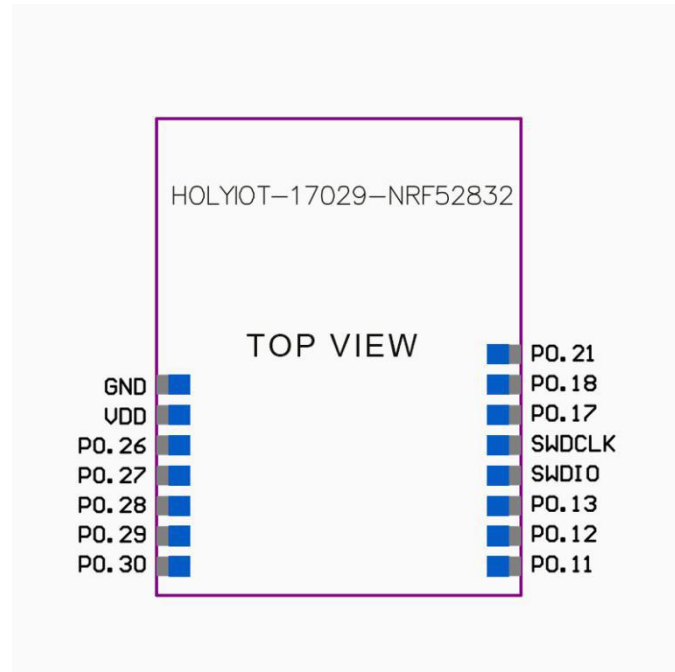 HOLYIOT-17029-NRF52832
TOP VIEW
GND
VDD
P0.26
P0.27
P0.28
P0.29
P0.30
P0.21
P0.18
P0.17
SWDCLK
SWDIO
P0.13
P0.12
P0.11